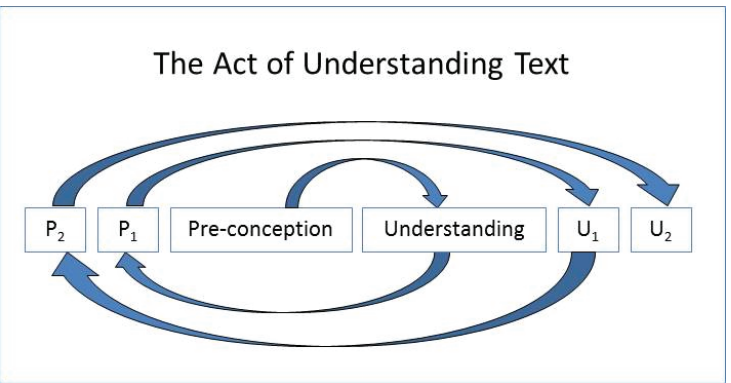 The Act of Understanding Text
P₂ P₁ Pre-conception Understanding U₁ U₂